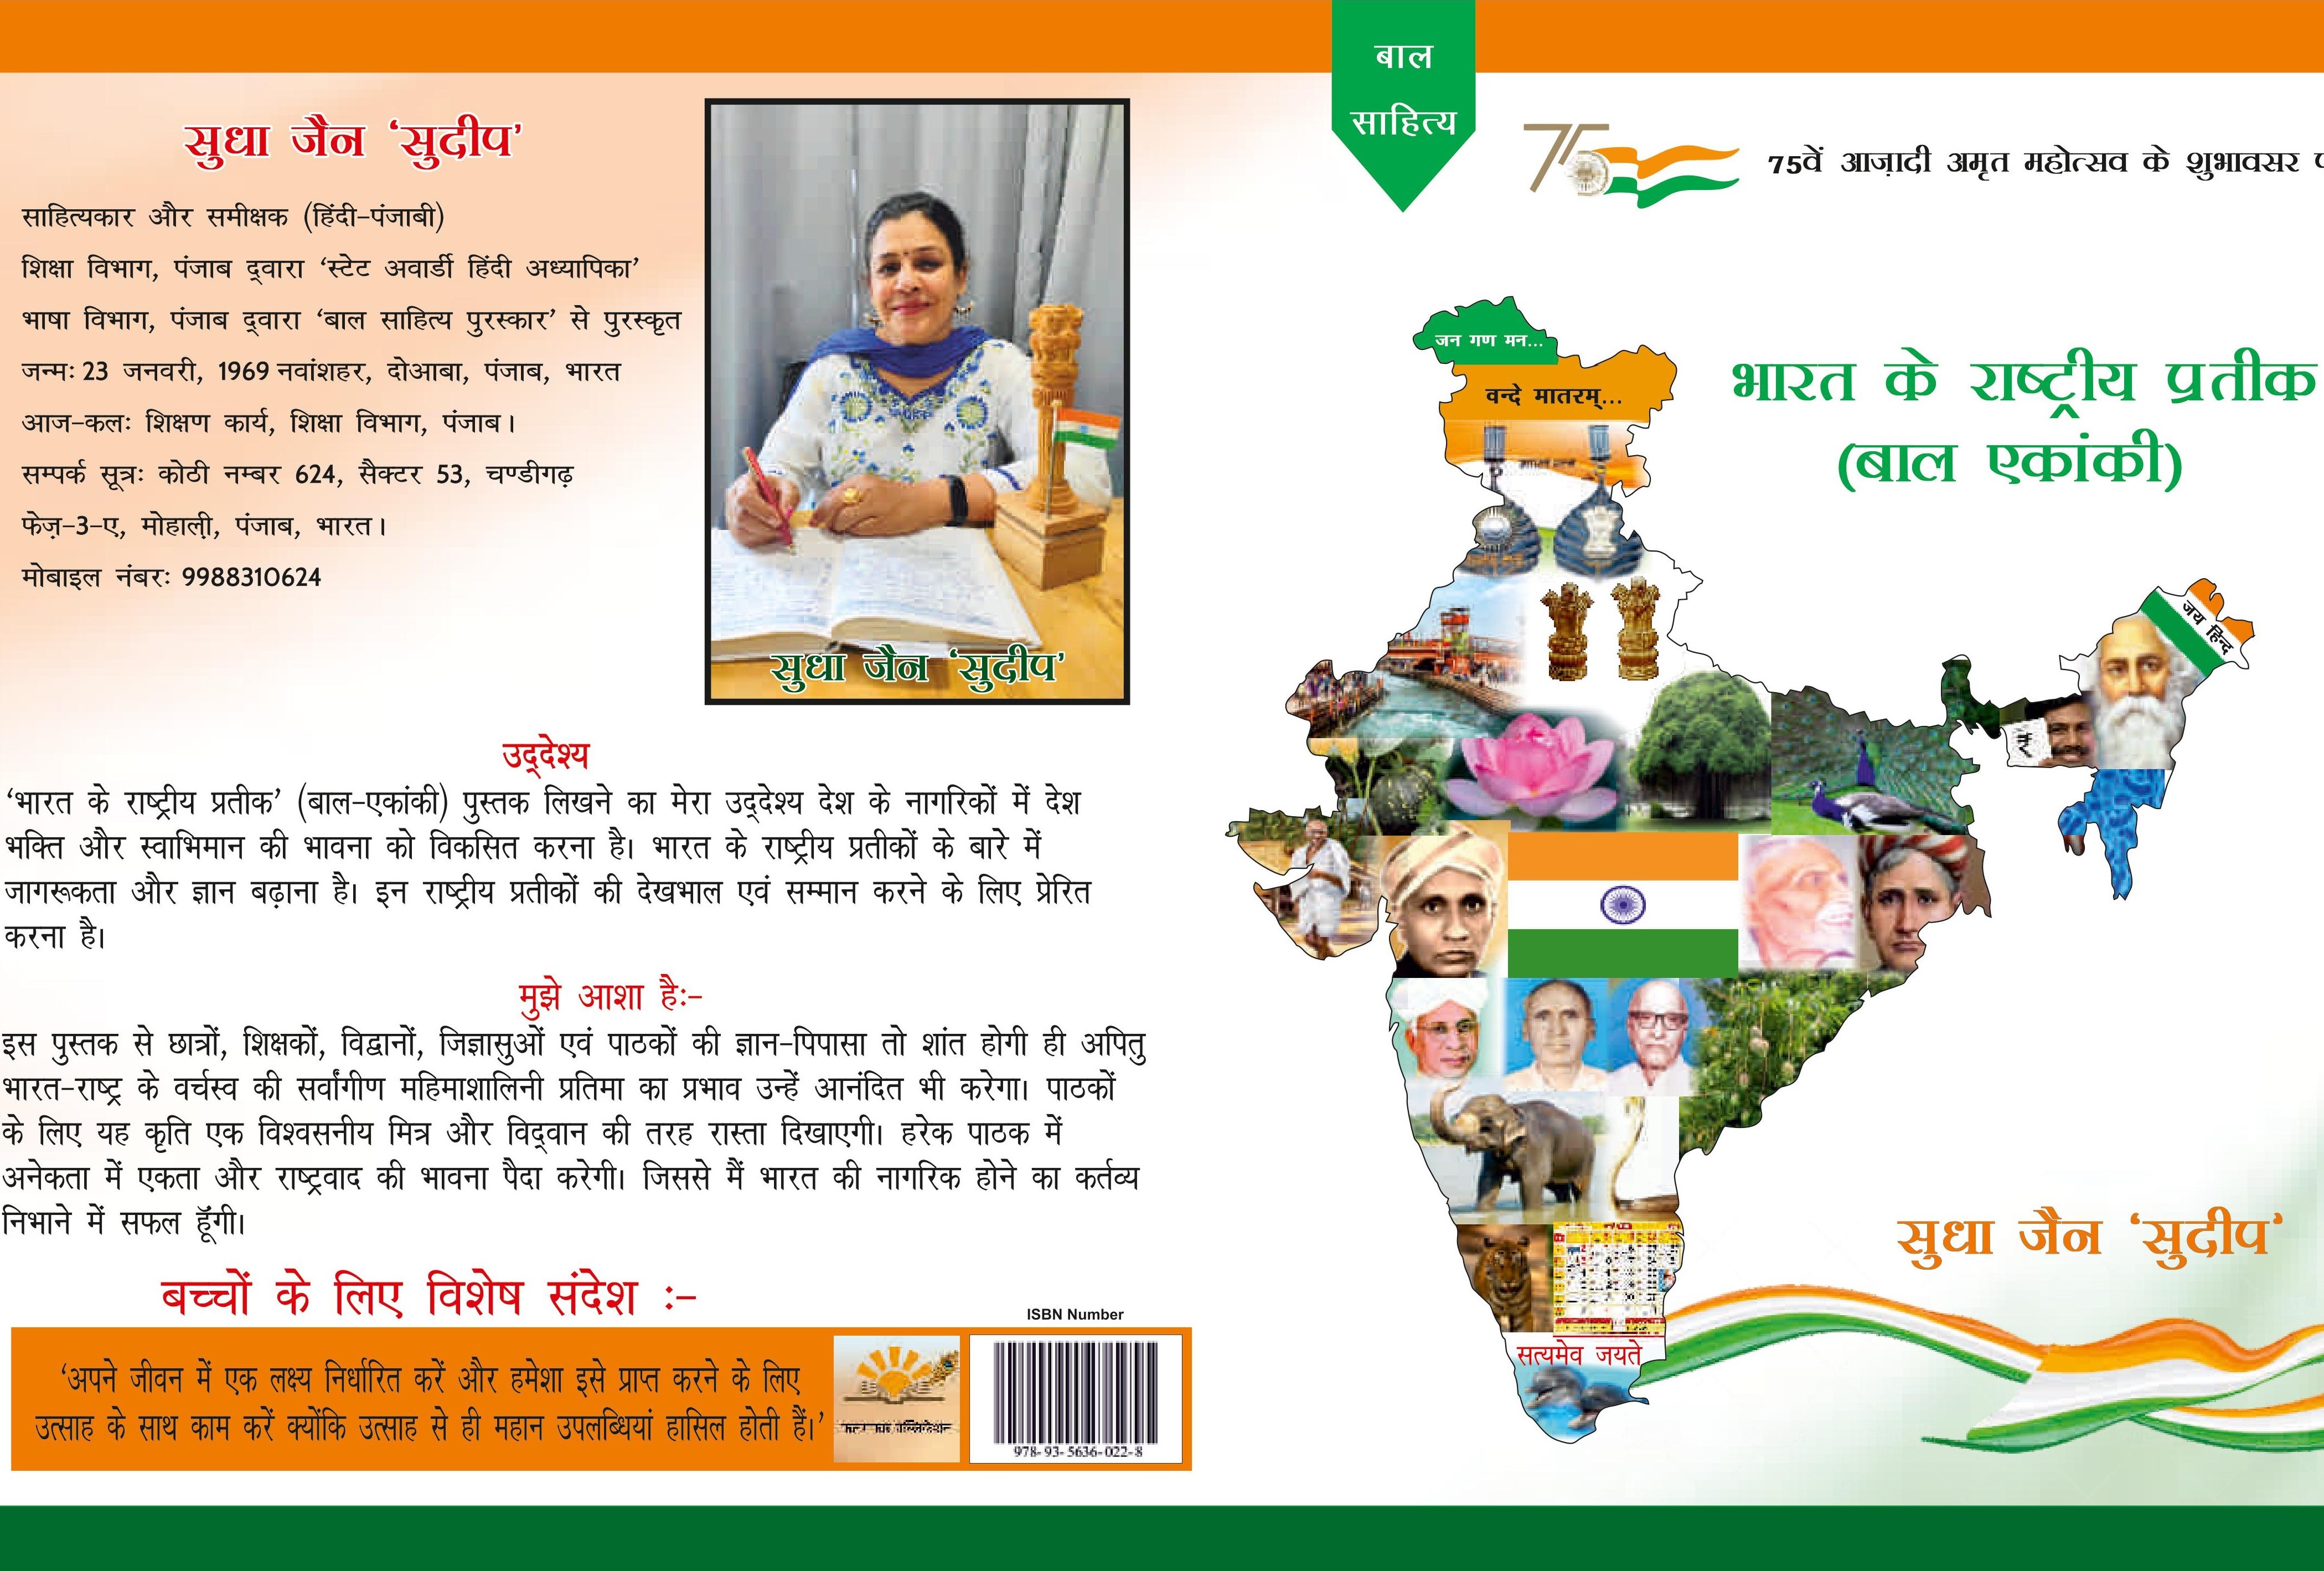 सुधा जैन ‘सुदीप’
साहित्यकार और समीक्षक (हिंदी-पंजाबी)
शिक्षा विभाग, पंजाब द्वारा ‘स्टेट अवार्डी हिंदी अध्यापिका’
भाषा विभाग, पंजाब द्वारा ‘बाल साहित्य पुरस्कार’ से पुरस्कृत
जन्मः 23 जनवरी, 1969 नवांशहर, दोआबा, पंजाब, भारत
आज-कलः शिक्षण कार्य, शिक्षा विभाग, पंजाब।
सम्पर्क सूत्रः कोठी नम्बर 624, सैक्टर 53, चण्डीगढ़
फेज़-3-ए, मोहाली़, पंजाब, भारत।
मोबाइल नंबरः 9988310624
सुधा जैन ‘सुदीप’
उद्देश्य
‘भारत के राष्ट्रीय प्रतीक’ (बाल-एकांकी) पुस्तक लिखने का मेरा उद्देश्य देश के नागरिकों में देश
भक्ति और स्वाभिमान की भावना को विकसित करना है। भारत के राष्ट्रीय प्रतीकों के बारे में
जागरूकता और ज्ञान बढ़ाना है। इन राष्ट्रीय प्रतीकों की देखभाल एवं सम्मान करने के लिए प्रेरित
करना है।
मुझे आशा हैः-
इस पुस्तक से छात्रों, शिक्षकों, विद्वानों, जिज्ञासुओं एवं पाठकों की ज्ञान-पिपासा तो शांत होगी ही अपितु
भारत-राष्ट्र के वर्चस्व की सर्वांगीण महिमाशालिनी प्रतिमा का प्रभाव उन्हें आनंदित भी करेगा। पाठकों
के लिए यह कृति एक विश्वसनीय मित्र और विद्वान की तरह रास्ता दिखाएगी। हरेक पाठक में
अनेकता में एकता और राष्ट्रवाद की भावना पैदा करेगी। जिससे मैं भारत की नागरिक होने का कर्तव्य
निभाने में सफल हूँगी।
बच्चों के लिए विशेष संदेश :-
‘अपने जीवन में एक लक्ष्य निर्धारित करें और हमेशा इसे प्राप्त करने के लिए
उत्साह के साथ काम करें क्योंकि उत्साह से ही महान उपलब्धियां हासिल होती हैं।’
ISBN Number
978-93-5636-022-8
बाल
साहित्य
75
75वें आज़ादी अमृत महोत्सव के शुभावसर
जन गण मन...
वन्दे मातरम्...
भारत के राष्ट्रीय प्रतीक
(बाल एकांकी)
जय हिन्द
₹
सुधा जैन ‘सुदीप’
सत्यमेव जयते